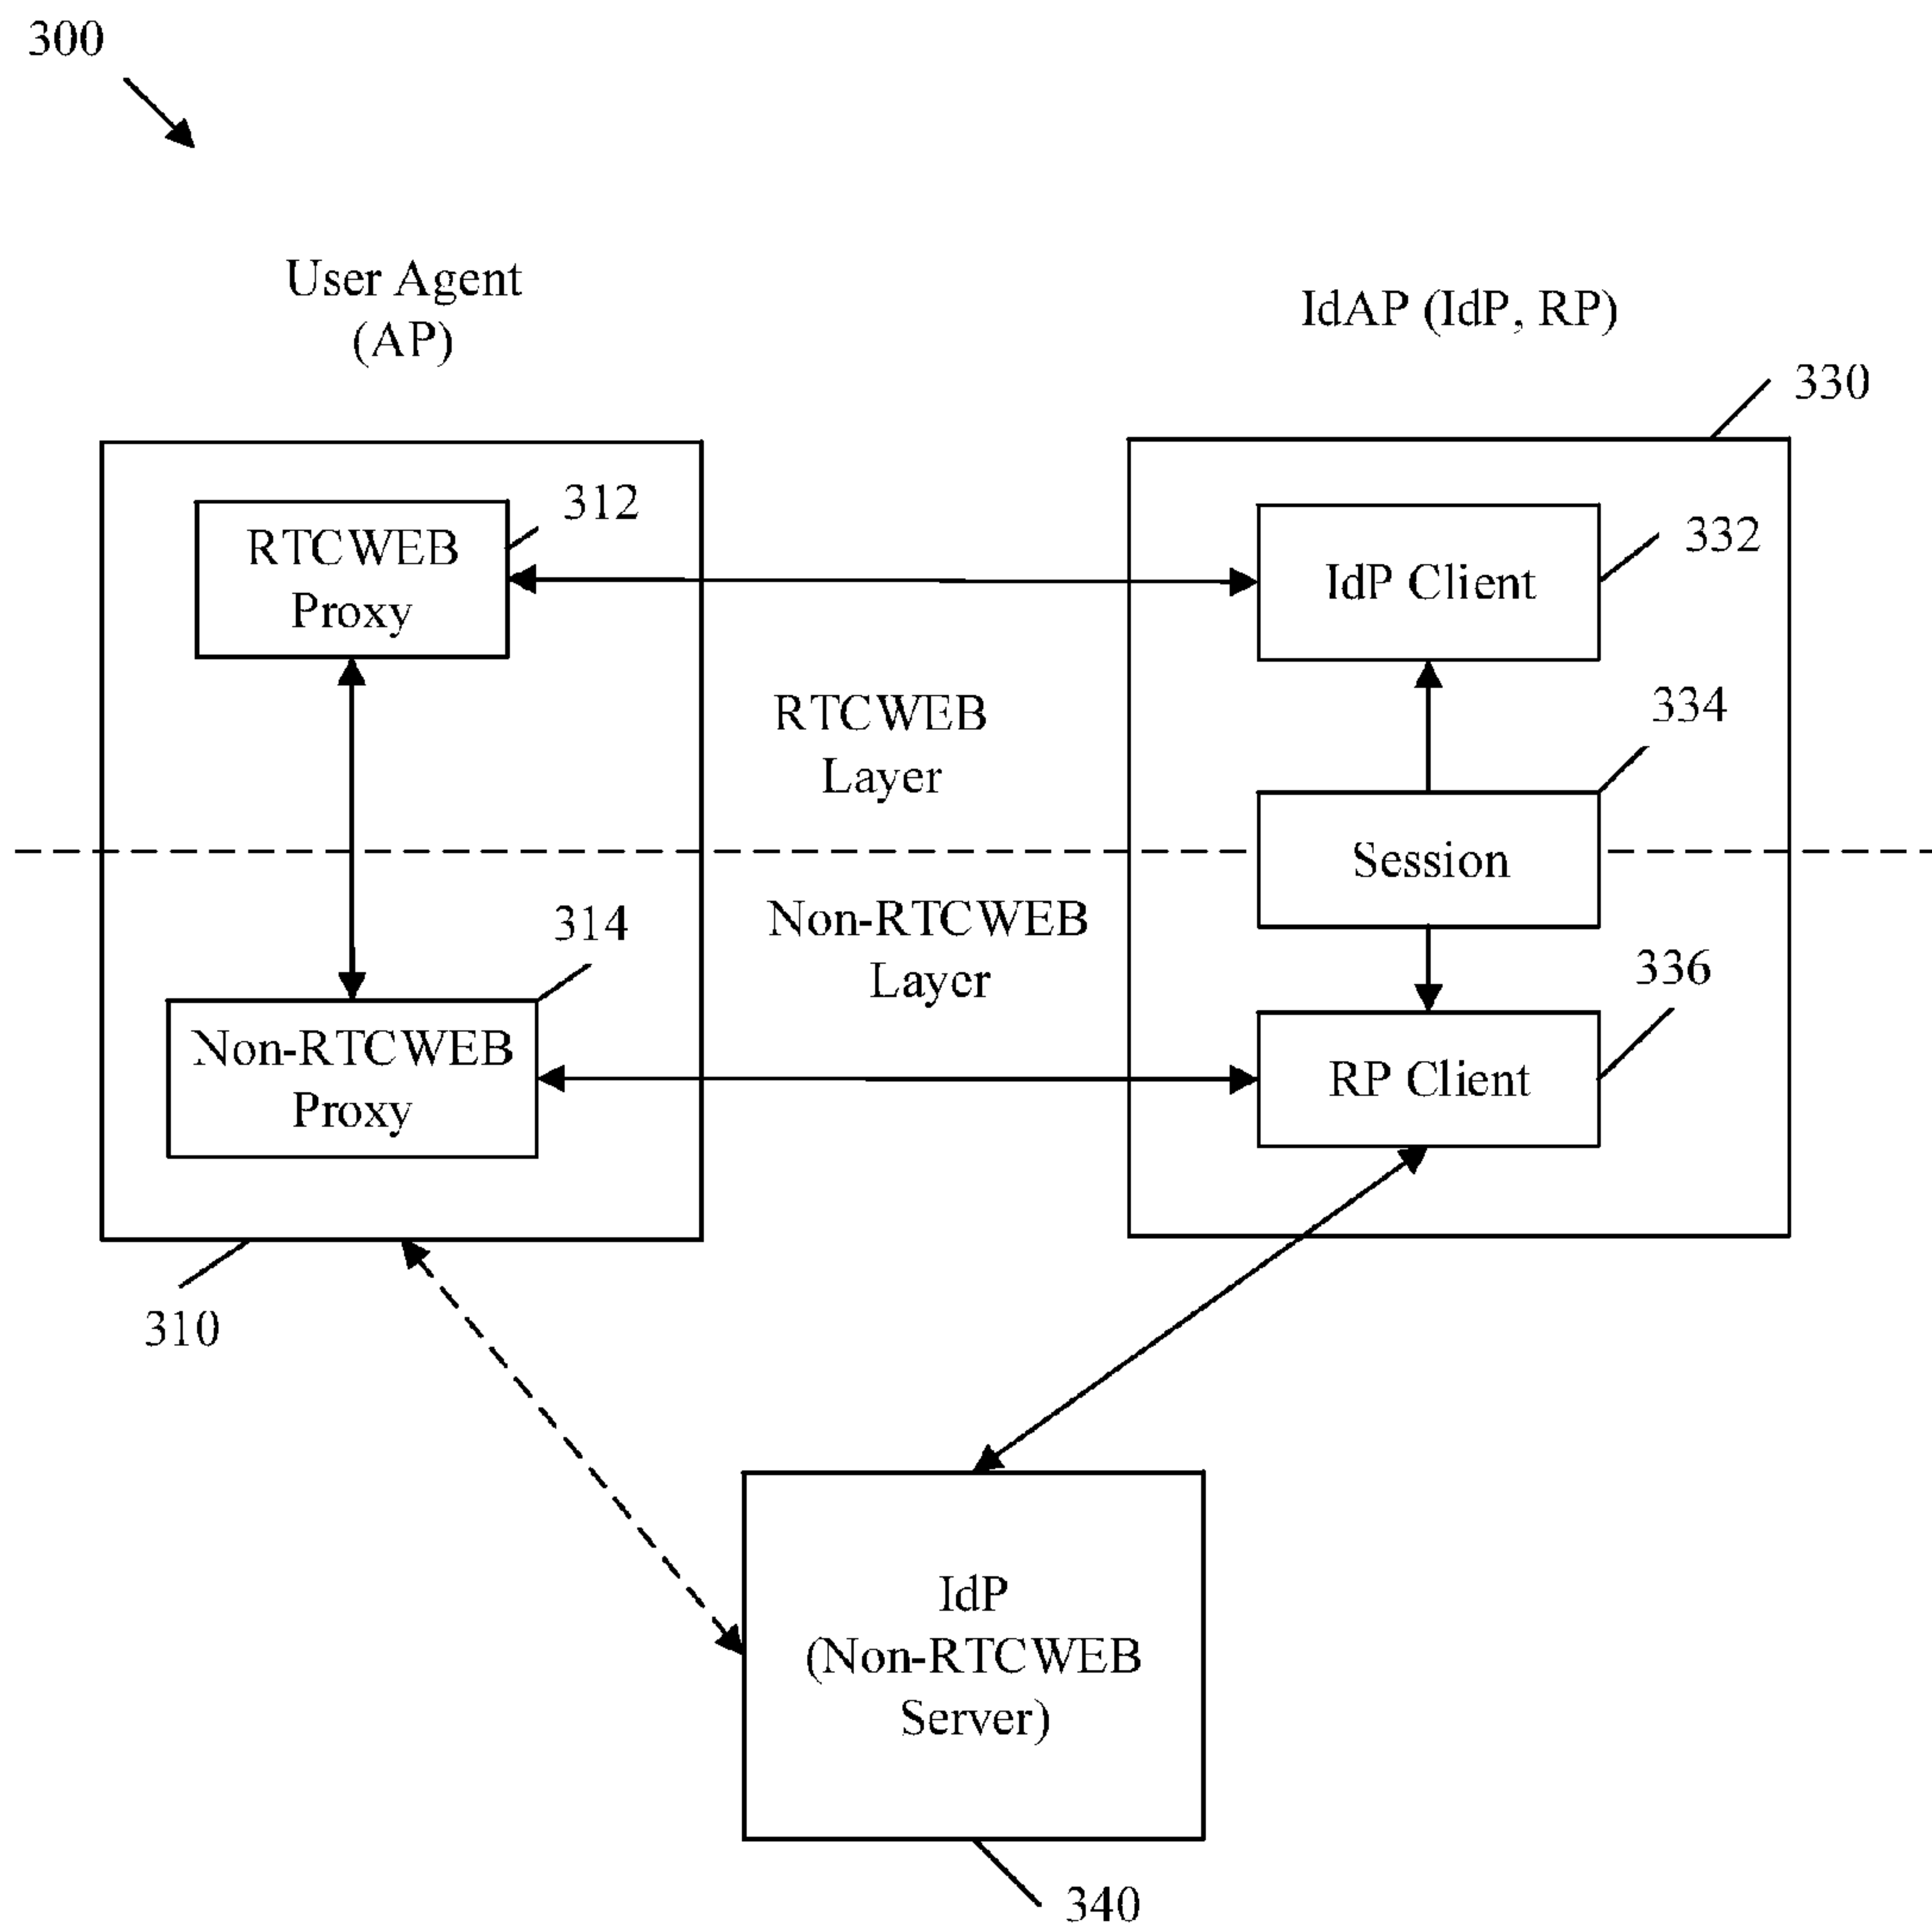 300
User Agent
(AP)
IdAP (IdP, RP)
330
312
RTCWEB
Proxy
332
IdP Client
RTCWEB
Layer
334
Session
314
Non-RTCWEB
Layer
336
Non-RTCWEB
Proxy
RP Client
310
IdP
(Non-RTCWEB
Server)
340